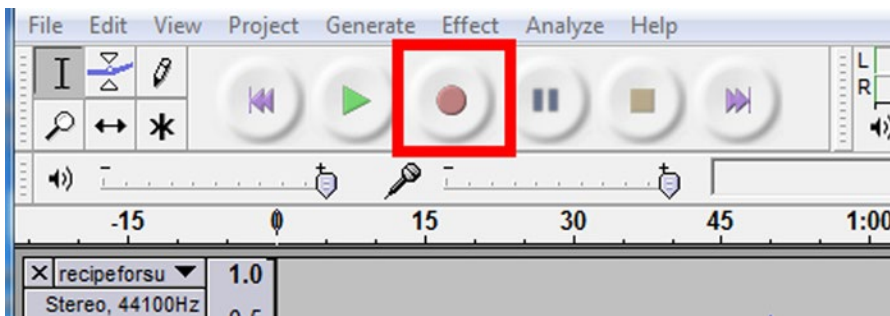 File Edit View Project Generate Effect Analyze Help
L
R
-15 0 15 30 45 1:00
recipeforsu 1.0
Stereo, 44100Hz